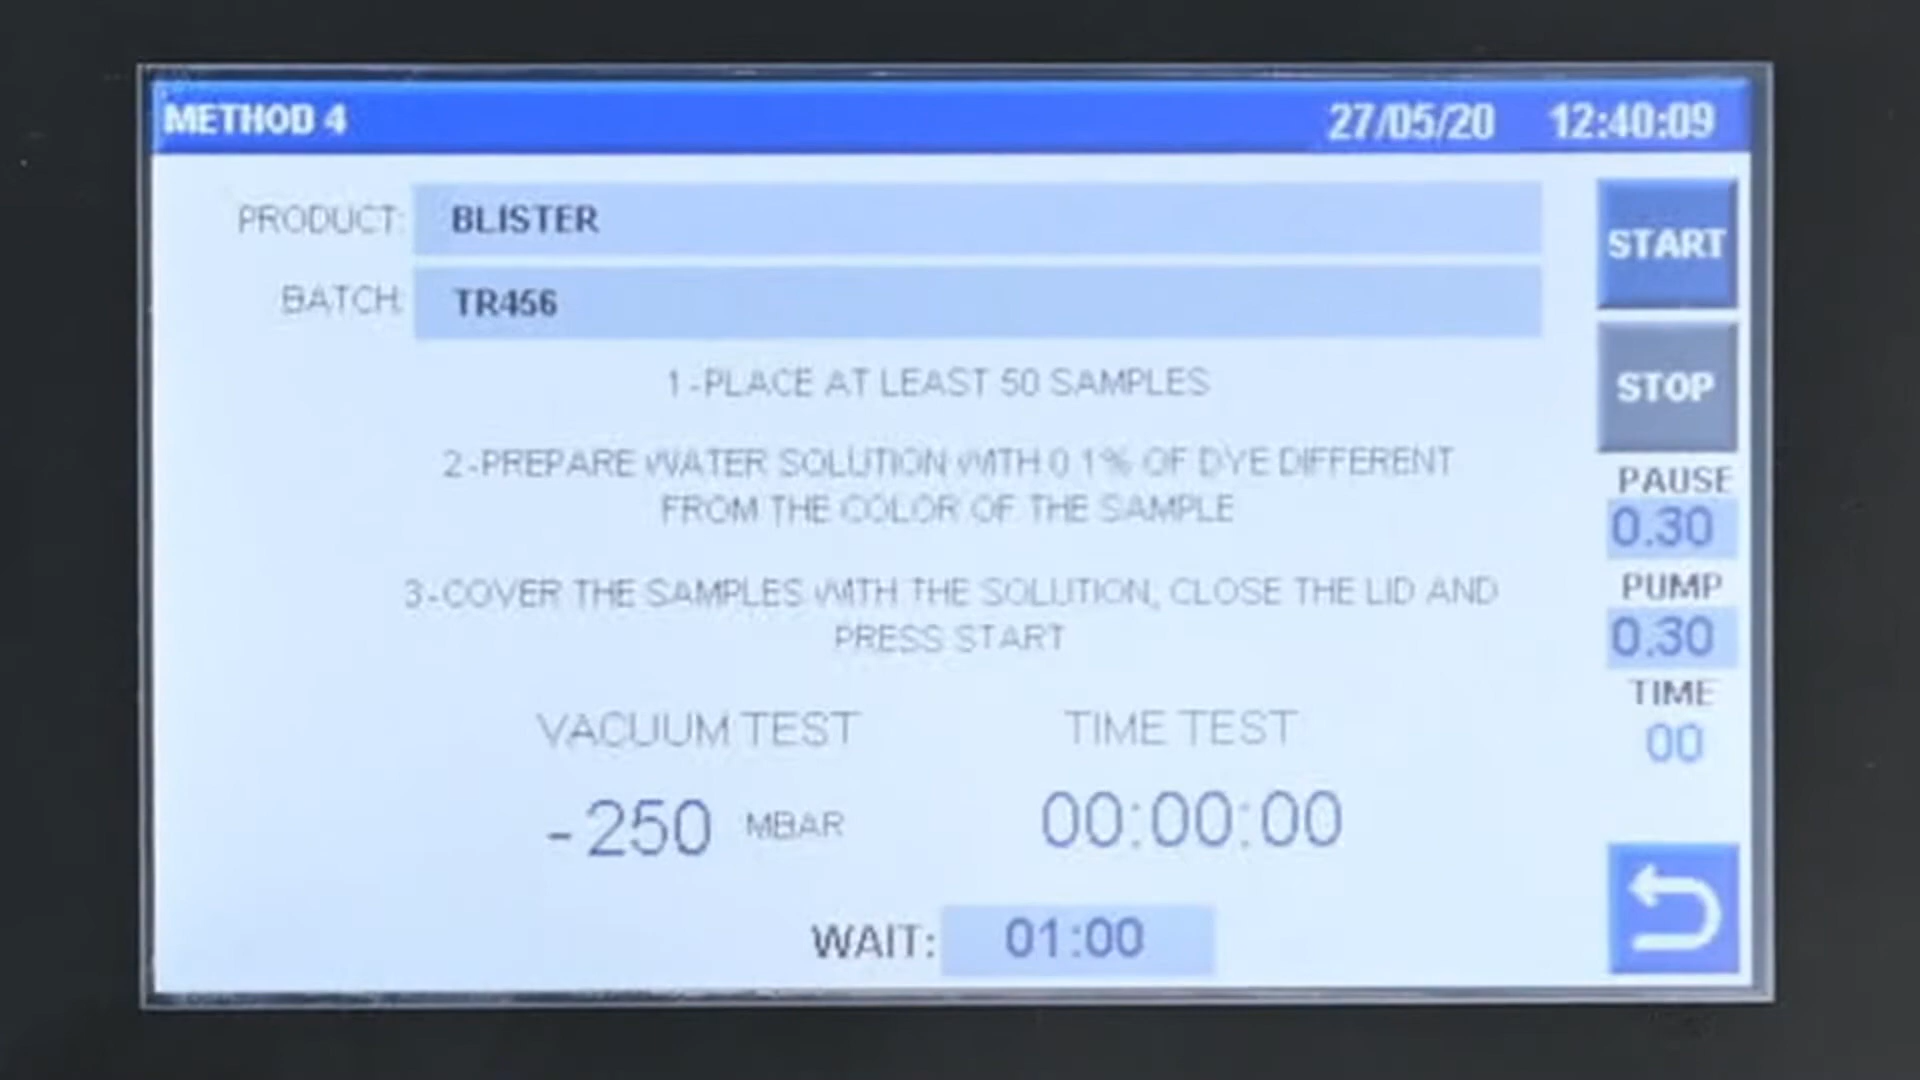 METHOD 4 27/05/20 12:40:09
PRODUCT: BLISTER
START
BATCH: TR456
STOP
1-PLACE AT LEAST 50 SAMPLES
2-PREPARE WATER SOLUTION WITH 0.1% OF DYE DIFFERENT
FROM THE COLOR OF THE SAMPLE
PAUSE
0.30
3-COVER THE SAMPLES WITH THE SOLUTION, CLOSE THE LID AND
PRESS START
PUMP
0.30
TIME
00
VACUUM TEST TIME TEST
-250 MBAR 00:00:00
WAIT: 01:00